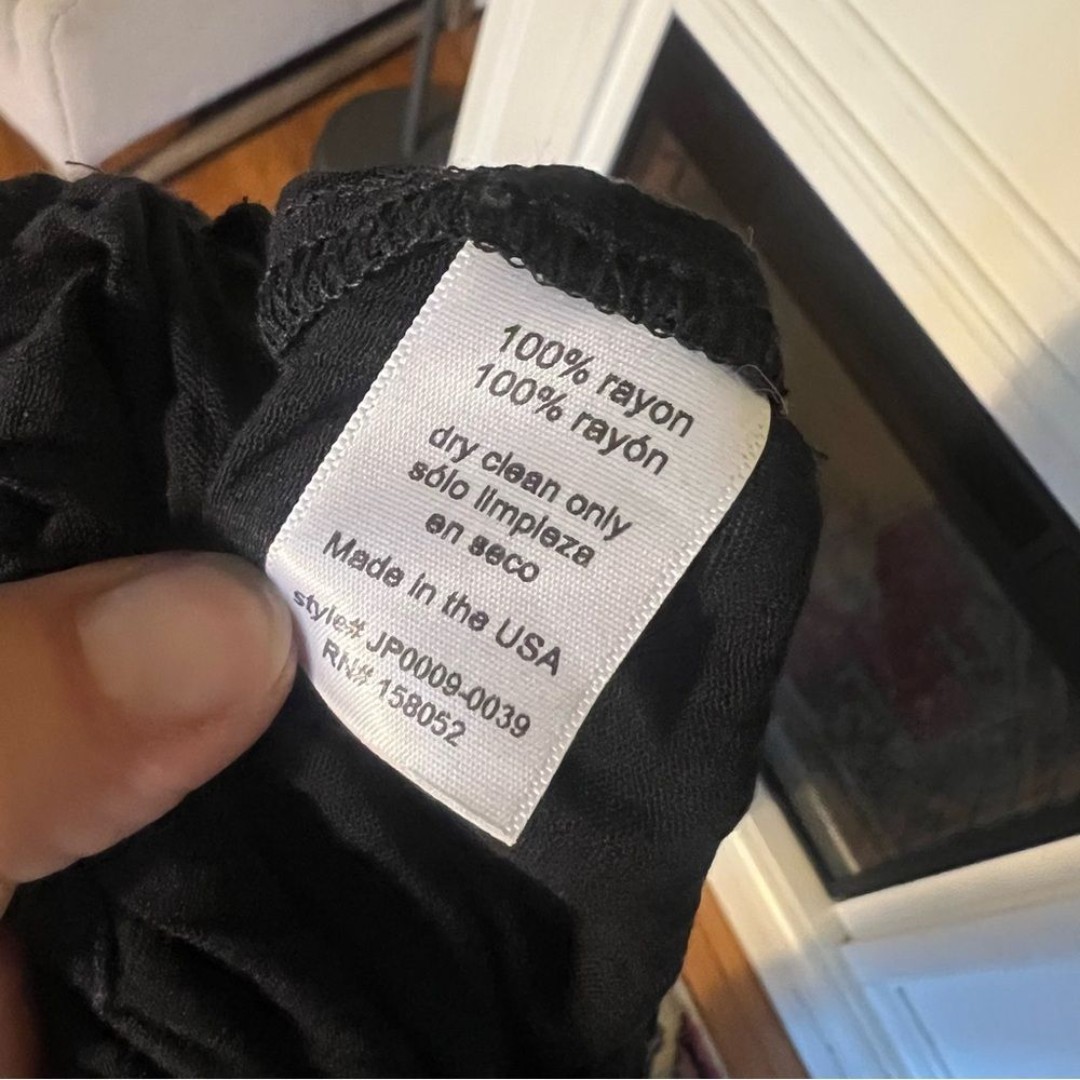 100% rayon
100% rayón
dry clean only
sólo limpieza
en seco
Made in the USA
style# JP0009-0039
RN# 158052